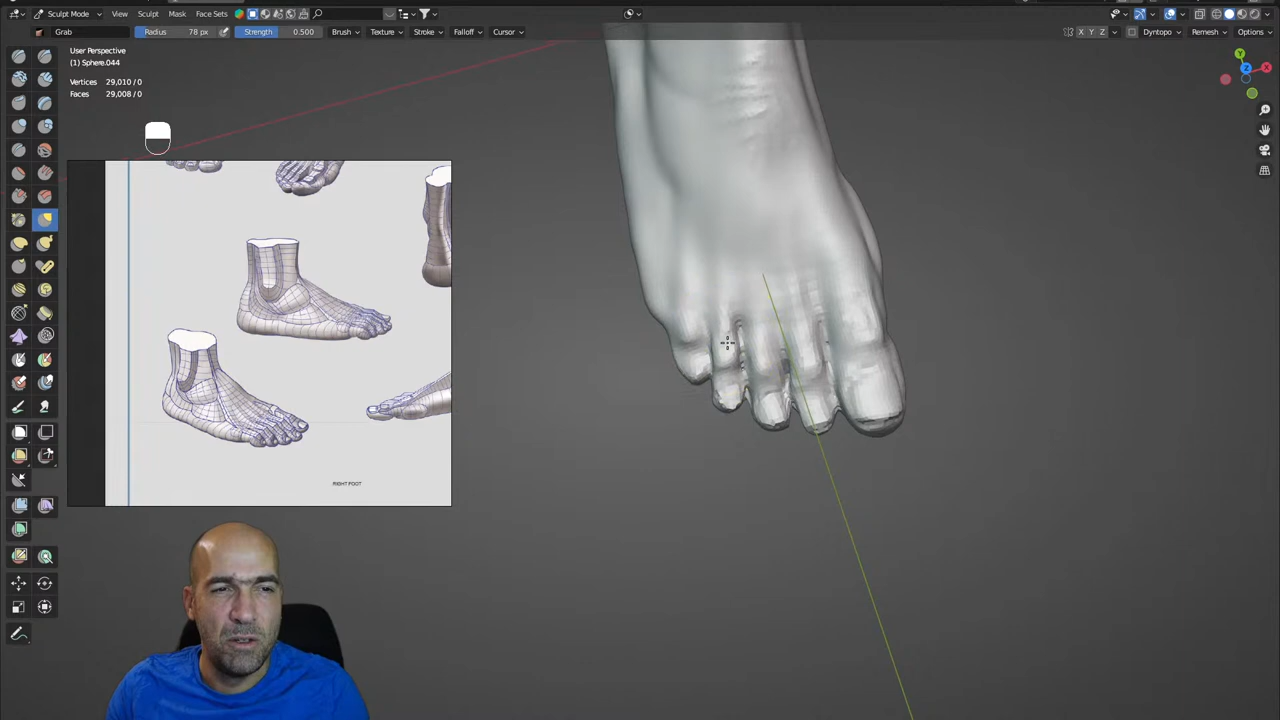 Sculpt Mode View Sculpt Mask Face Sets
Grab Radius 78 px Strength 0.500 Brush Texture Stroke Falloff Cursor X Y Z Dyntopo Remesh Options
User Perspective
(1) Sphere.044
Vertices 29,010 / 0
Faces 29,008 / 0
Y
Z
X
RIGHT FOOT